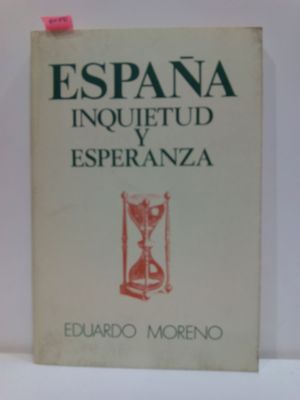 ESPAÑA
INQUIETUD
Y
ESPERANZA
EDUARDO MORENO